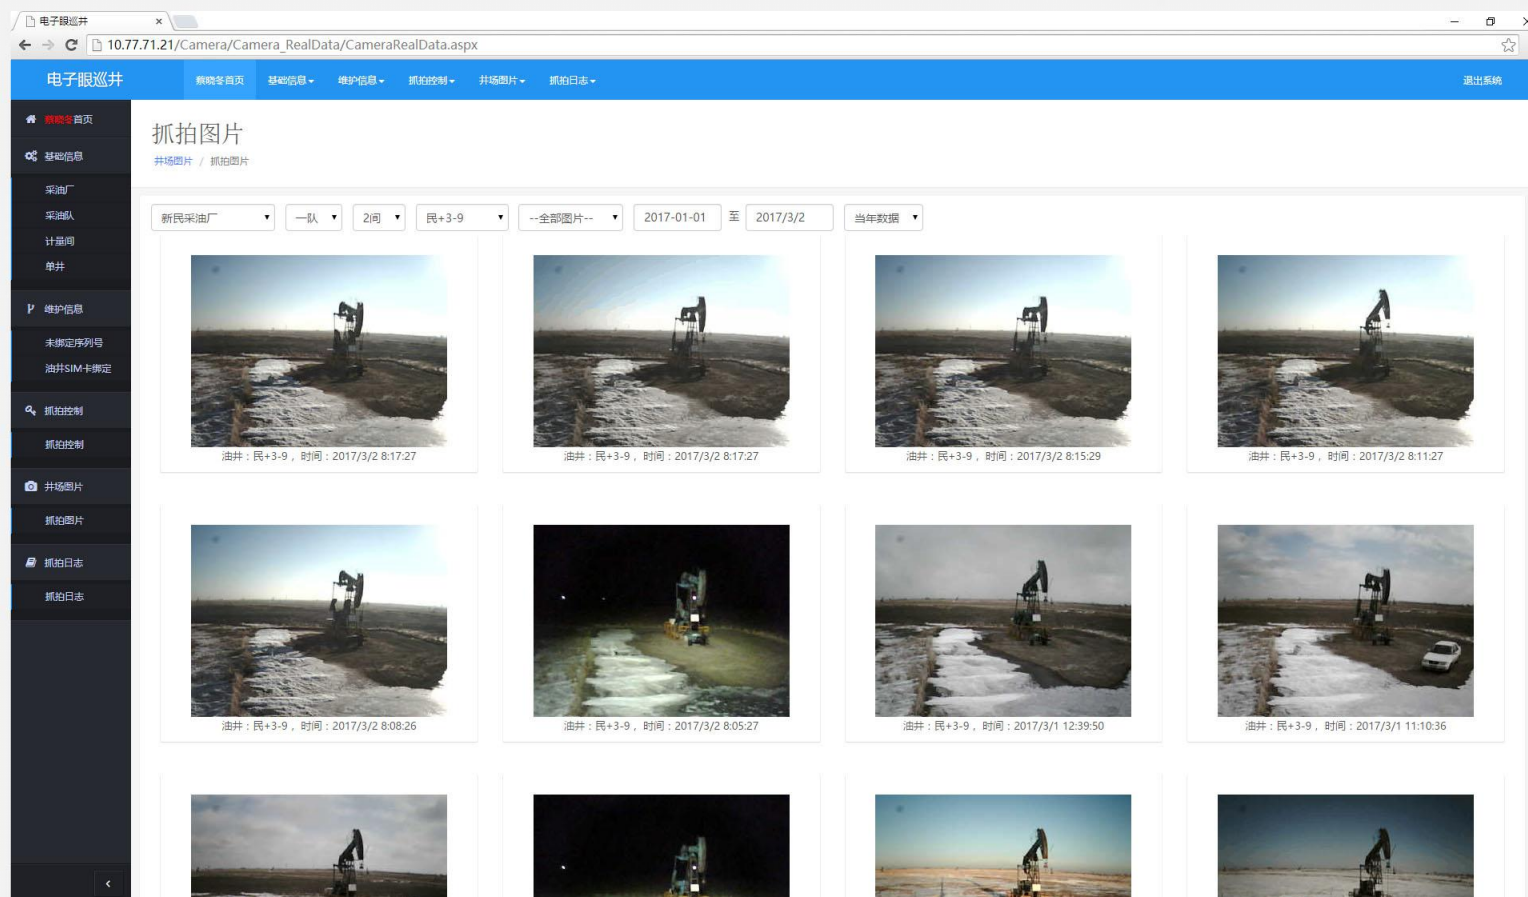 电子眼巡井
10.77.71.21/Camera/Camera_RealData/CameraRealData.aspx
电子眼巡井 蔡晓冬首页 基础信息 维护信息 抓拍控制 井场图片 抓拍日志 退出系统
蔡晓冬首页
基础信息
采油厂
采油队
计量间
单井
维护信息
未绑定序列号
油井SIM卡绑定
抓拍控制
抓拍控制
井场图片
抓拍图片
抓拍日志
抓拍日志
抓拍图片
井场图片 / 抓拍图片
新民采油厂 一队 2间 民+3-9 --全部图片-- 2017-01-01 至 2017/3/2 当年数据
油井：民+3-9， 时间：2017/3/2 8:17:27
油井：民+3-9， 时间：2017/3/2 8:17:27
油井：民+3-9， 时间：2017/3/2 8:15:29
油井：民+3-9， 时间：2017/3/2 8:11:27
油井：民+3-9， 时间：2017/3/2 8:08:26
油井：民+3-9， 时间：2017/3/2 8:05:27
油井：民+3-9， 时间：2017/3/1 12:39:50
油井：民+3-9， 时间：2017/3/1 11:10:36